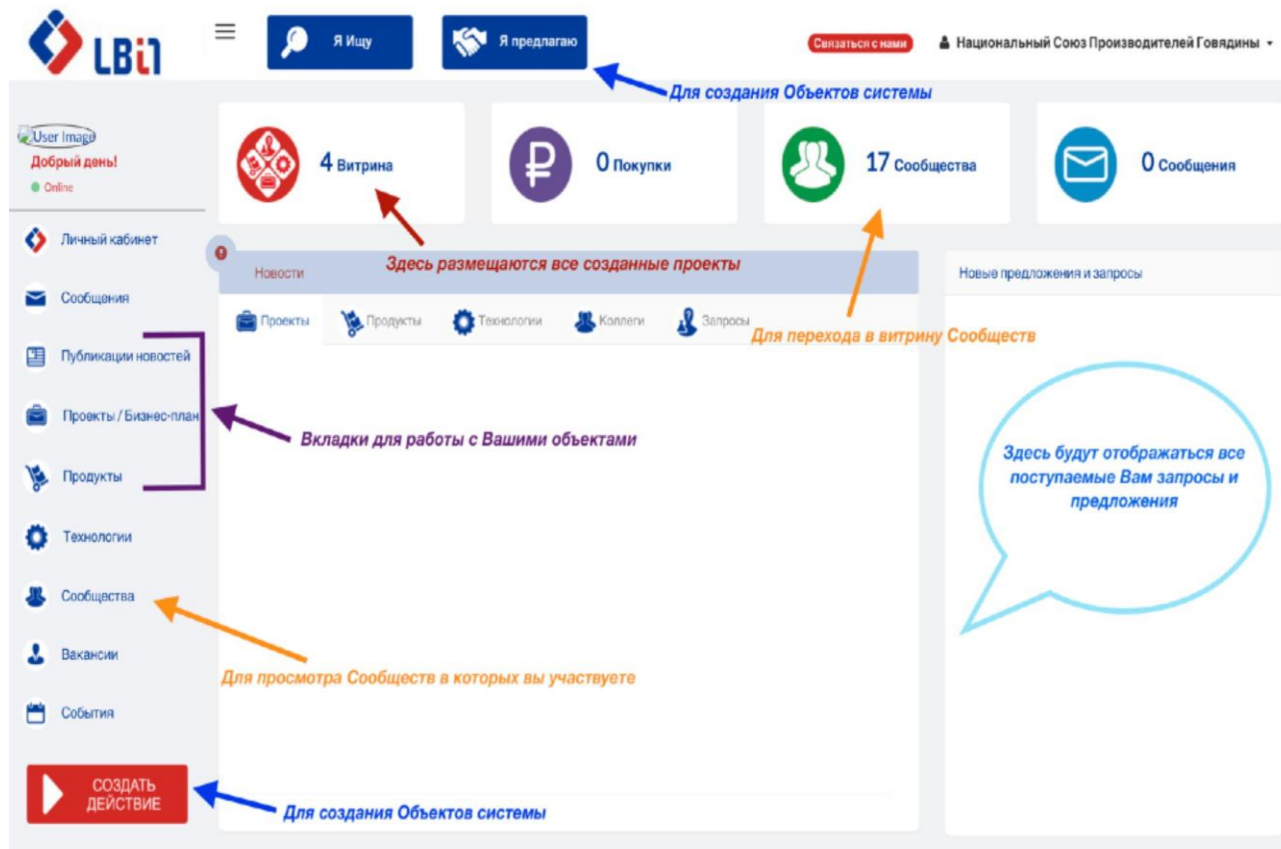 LBi1
Я Ищу
Я предлагаю
Связаться с нами
Национальный Союз Производителей Говядины
Для создания Объектов системы
User Image
Добрый день!
Online
4 Витрина
0 Покупки
17 Сообщества
0 Сообщения
Личный кабинет
Сообщения
Публикации новостей
Проекты / Бизнес-план
Продукты
Технологии
Сообщества
Вакансии
События
СОЗДАТЬ
ДЕЙСТВИЕ
Новости
Здесь размещаются все созданные проекты
Новые предложения и запросы
Проекты
Продукты
Технологии
Коллеги
Запросы
Для перехода в витрину Сообществ
Вкладки для работы с Вашими объектами
Здесь будут отображаться все
поступаемые Вам запросы и
предложения
Для просмотра Сообществ в которых вы участвуете
Для создания Объектов системы